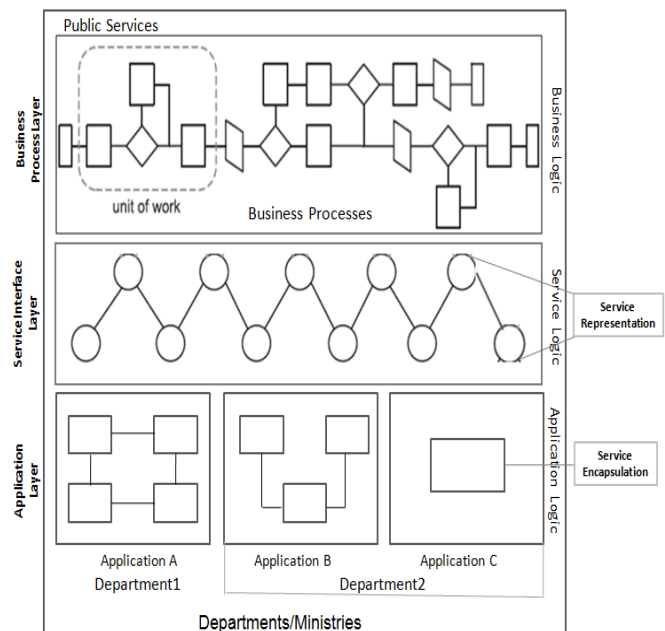 Public Services
Business
Process Layer
unit of work
Business Processes
Business Logic
Service Interface
Layer
Service Logic
Service
Representation
Application
Layer
Application Logic
Service
Encapsulation
Application A
Application B
Application C
Department1
Department2
Departments/Ministries